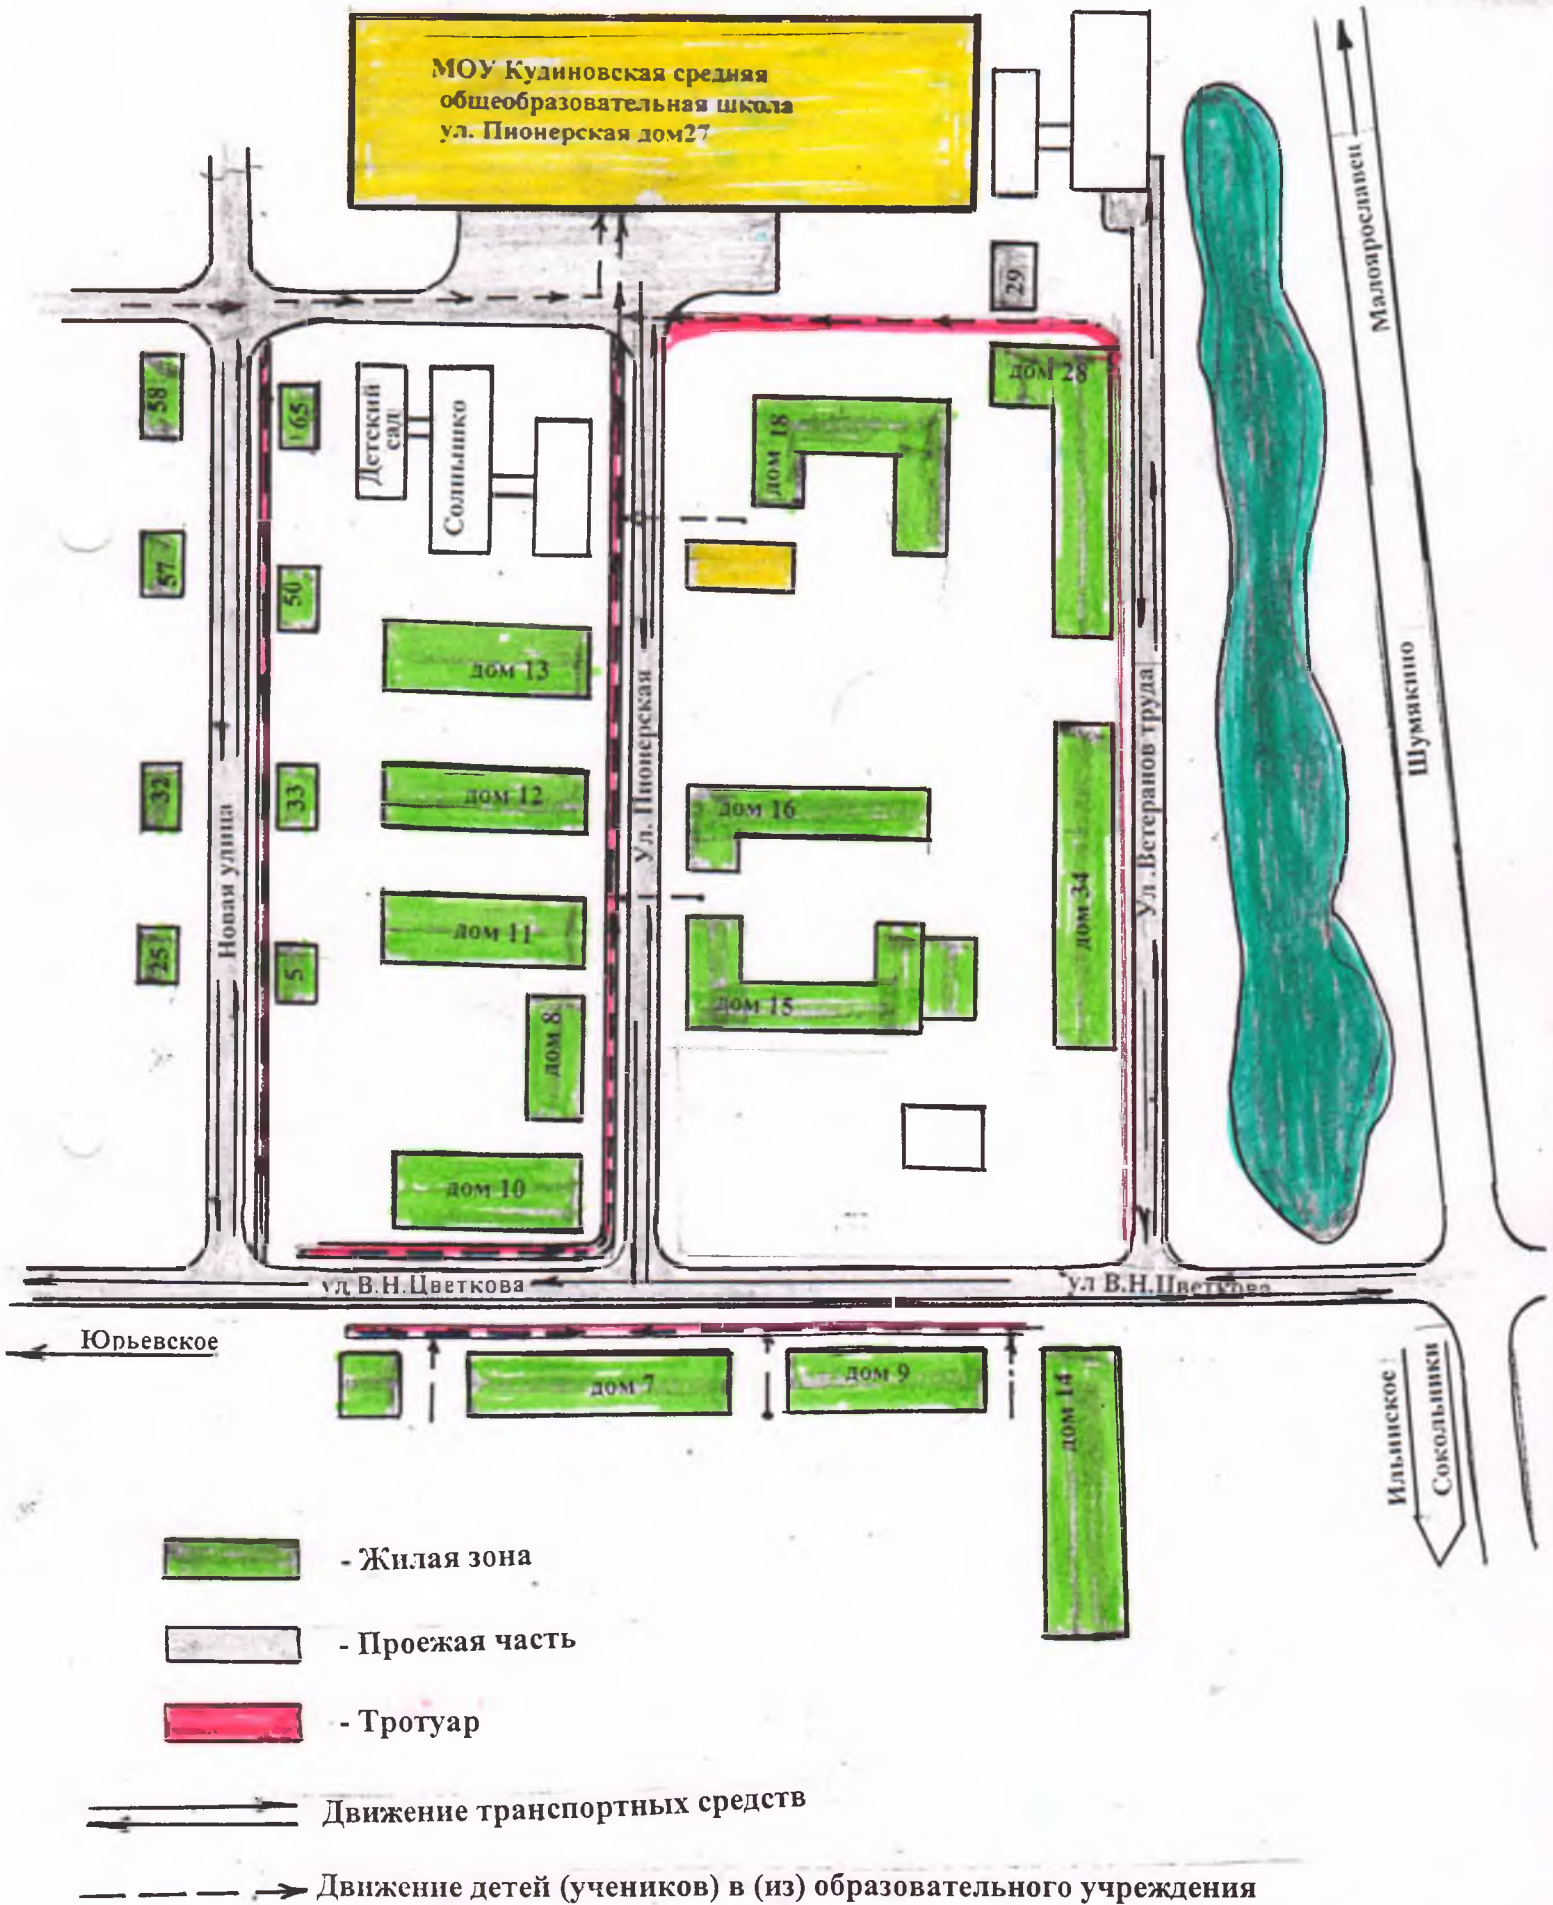 МОУ Кудиновская средняя
общеобразовательная школа
ул. Пионерская дом27
Малоярославец
29
дом 28
58
65
Детский
сад
Солнышко
дом 18
57
50
дом 13
Ул. Пионерская
Ул .Ветеранов труда
Шумякино
32
33
дом 12
дом 16
Новая улица
дом 34
25
5
дом 11
дом 15
дом 8
дом 10
ул В.Н.Цветкова
ул В.Н.Цветкова
Юрьевское
дом 7
дом 9
дом 14
Ильинское
Сокольники
- Жилая зона
- Проежая часть
- Тротуар
Движение транспортных средств
Движение детей (учеников) в (из) образовательного учреждения